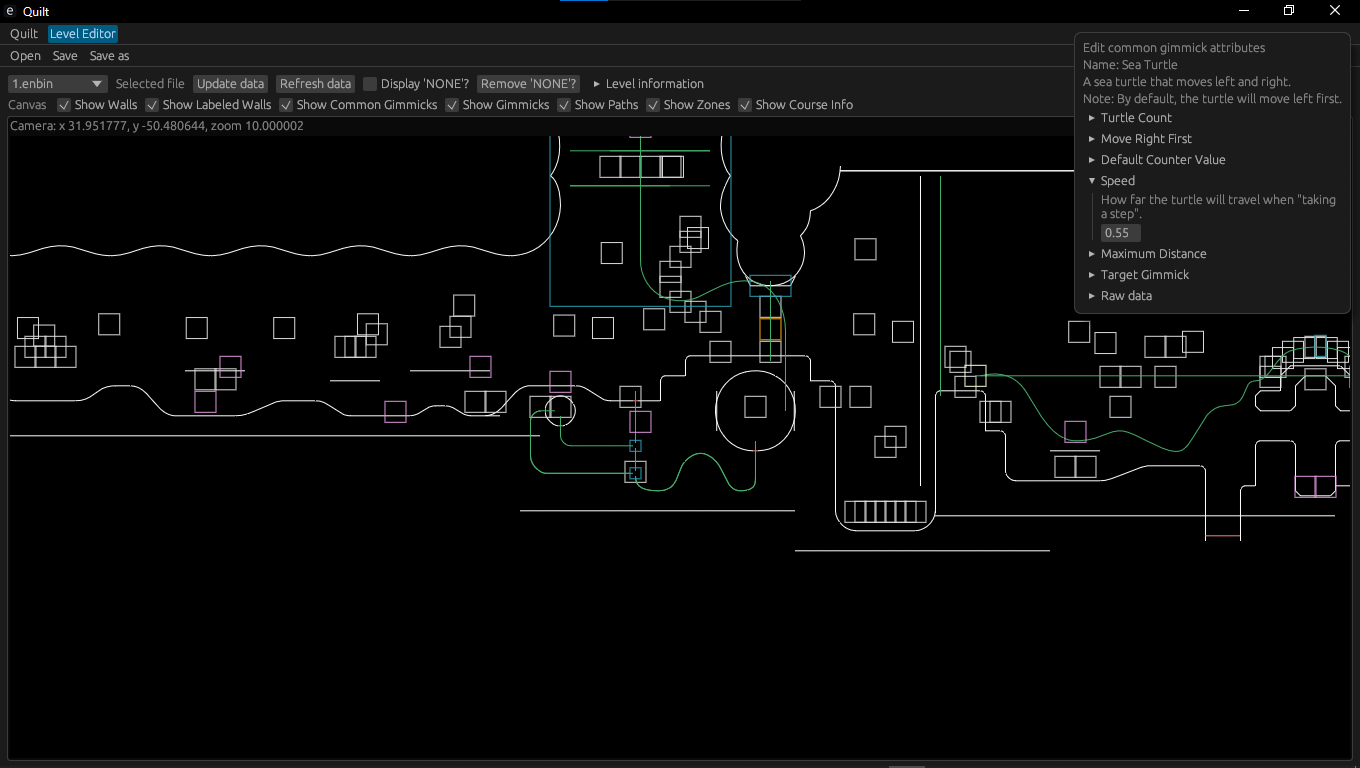 e Quilt
Quilt Level Editor
Open Save Save as
1.enbin Selected file Update data Refresh data Display 'NONE'? Remove 'NONE'? Level information
Canvas Show Walls Show Labeled Walls Show Common Gimmicks Show Gimmicks Show Paths Show Zones Show Course Info
Camera: x 31.951777, y -50.480644, zoom 10.000002
Edit common gimmick attributes
Name: Sea Turtle
A sea turtle that moves left and right.
Note: By default, the turtle will move left first.
Turtle Count
Move Right First
Default Counter Value
Speed
How far the turtle will travel when "taking
a step".
0.55
Maximum Distance
Target Gimmick
Raw data